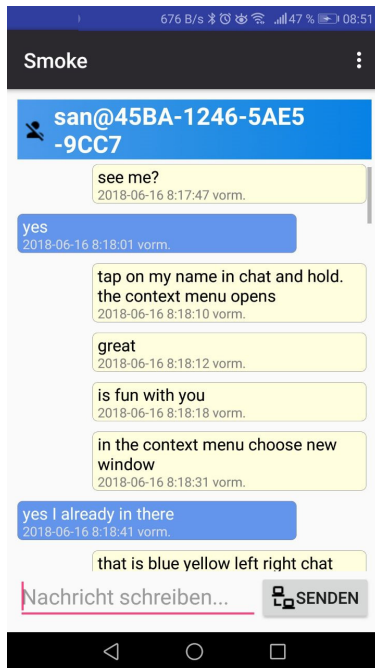 676 B/s 47 % 08:51
Smoke
san@45BA-1246-5AE5
-9CC7
see me?
2018-06-16 8:17:47 vorm.
yes
2018-06-16 8:18:01 vorm.
tap on my name in chat and hold.
the context menu opens
2018-06-16 8:18:10 vorm.
great
2018-06-16 8:18:12 vorm.
is fun with you
2018-06-16 8:18:18 vorm.
in the context menu choose new
window
2018-06-16 8:18:31 vorm.
yes I already in there
2018-06-16 8:18:41 vorm.
that is blue yellow left right chat
Nachricht schreiben... SENDEN